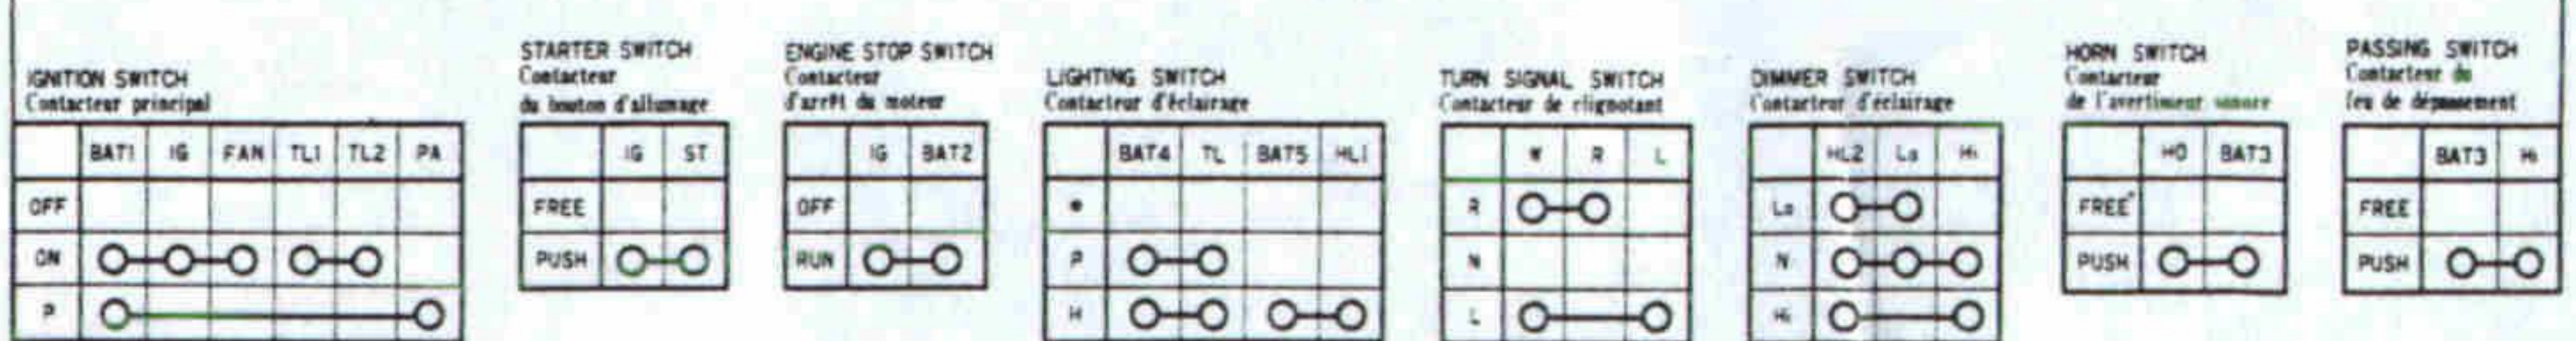 IGNITION SWITCH
Contacteur principal
BAT1 IG FAN TL1 TL2 PA
OFF
ON
P
STARTER SWITCH
Contacteur
du bouton d'allumage
IG ST
FREE
PUSH
ENGINE STOP SWITCH
Contacteur
d'arrêt du moteur
IG BAT2
OFF
RUN
LIGHTING SWITCH
Contacteur d'éclairage
BAT4 TL BAT5 HL1
•
P
H
TURN SIGNAL SWITCH
Contacteur de clignotant
W R L
R
N
L
DIMMER SWITCH
Contacteur d'éclairage
HL2 Lo Hi
Lo
N
Hi
HORN SWITCH
Contacteur
de l'avertisseur sonore
HO BAT3
FREE
PUSH
PASSING SWITCH
Contacteur du
feu de dépassement
BAT3 Hi
FREE
PUSH